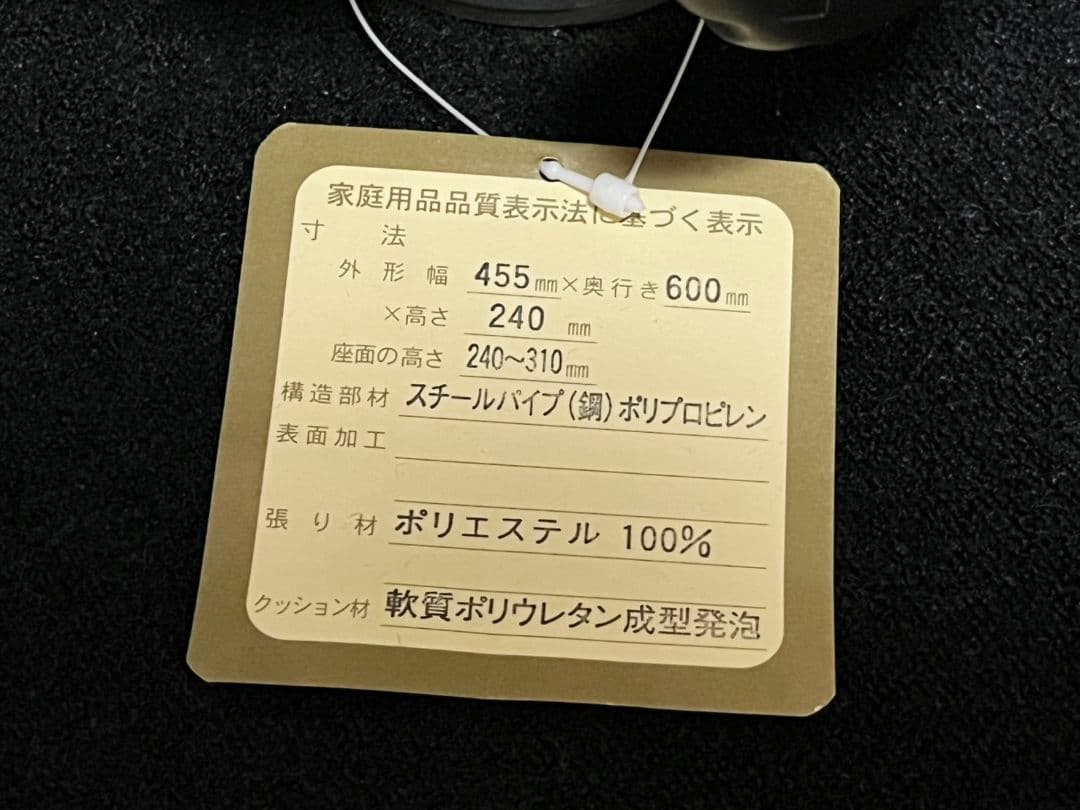 家庭用品品質表示法に基づく表示
寸法
外形幅 455mm×奥行き600mm
×高さ 240 mm
座面の高さ 240~310mm
構造部材 スチールパイプ(鋼)ポリプロピレン
表面加工
張り材 ポリエステル 100%
クッション材 軟質ポリウレタン成型発泡